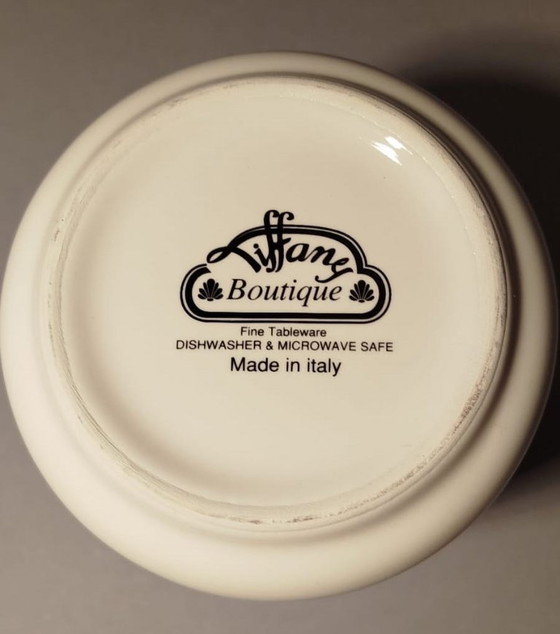 Tiffany
Boutique
Fine Tableware
DISHWASHER & MICROWAVE SAFE
Made in italy